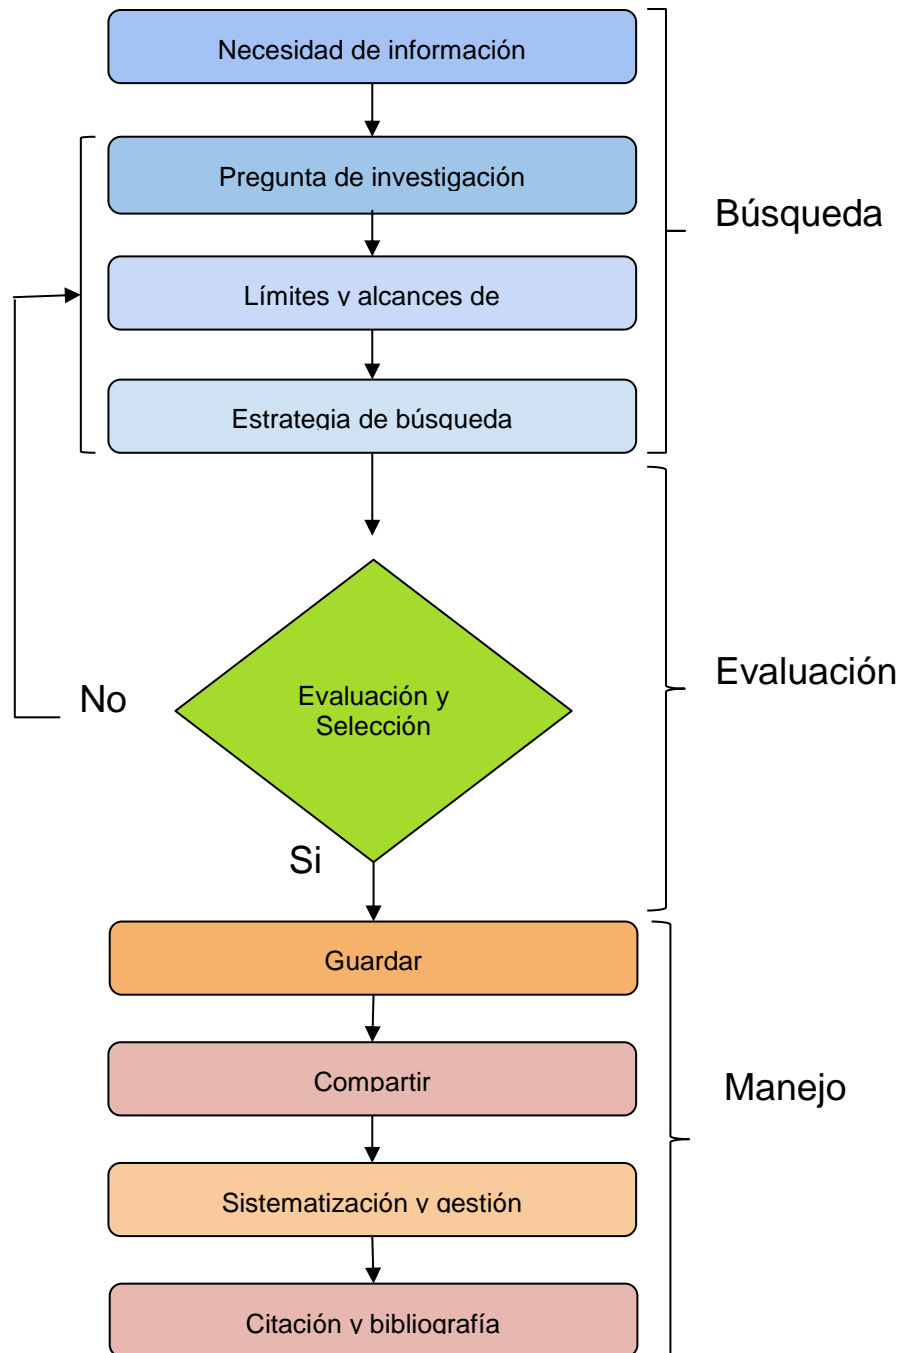 Necesidad de información
Pregunta de investigación
Búsqueda
Límites y alcances de
Estrategia de búsqueda
Evaluación
No
Evaluación y
Selección
Si
Guardar
Compartir
Manejo
Sistematización y gestión
Citación y bibliografía